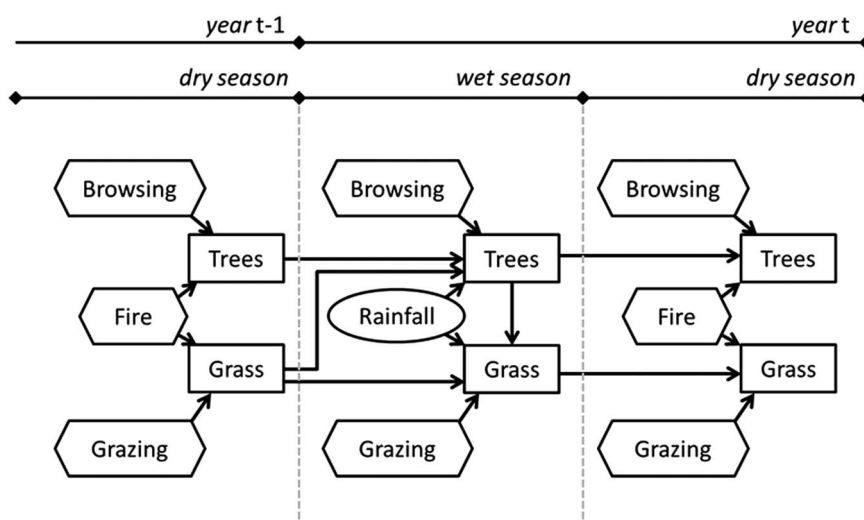 year t-1
year t
dry season
wet season
dry season
Browsing
Browsing
Browsing
Trees
Trees
Trees
Fire
Rainfall
Fire
Grass
Grass
Grass
Grazing
Grazing
Grazing